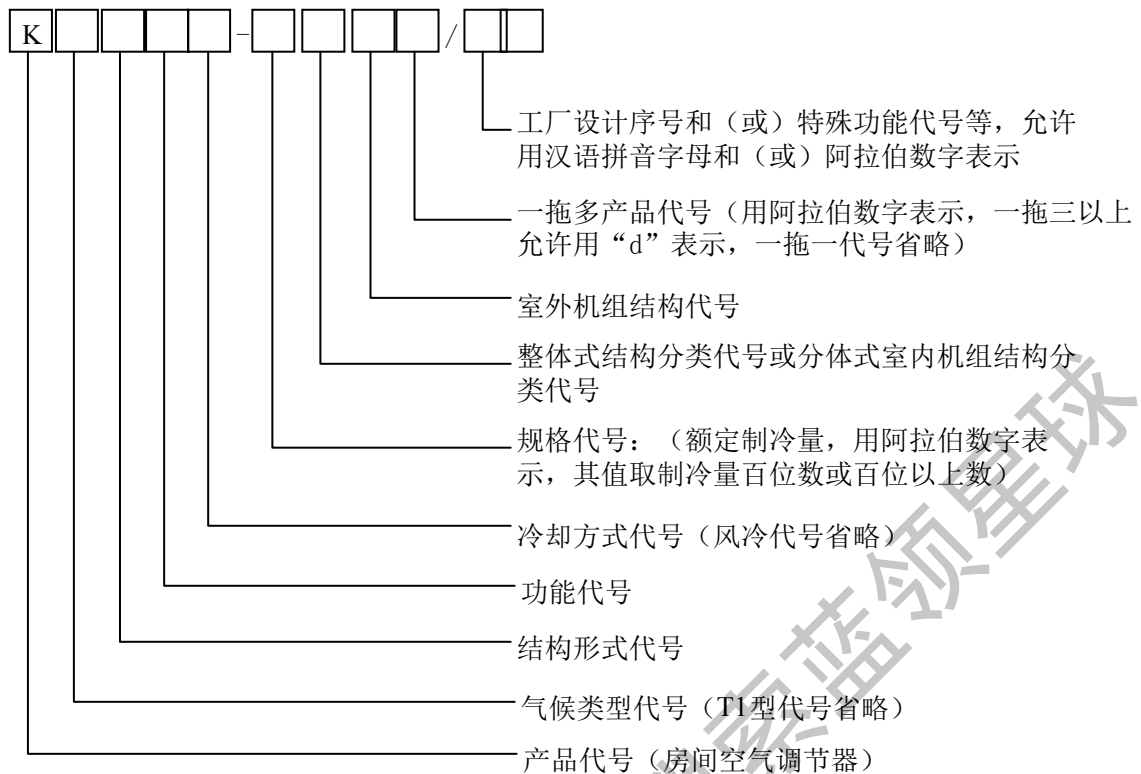 K - /
工厂设计序号和（或）特殊功能代号等，允许
用汉语拼音字母和（或）阿拉伯数字表示
一拖多产品代号（用阿拉伯数字表示，一拖三以上
允许用“d”表示，一拖一代号省略）
室外机组结构代号
整体式结构分类代号或分体式室内机组结构分
类代号
规格代号：（额定制冷量，用阿拉伯数字表
示，其值取制冷量百位数或百位以上数）
冷却方式代号（风冷代号省略）
功能代号
结构形式代号
气候类型代号（T1型代号省略）
产品代号（房间空气调节器）
索蓝领星球